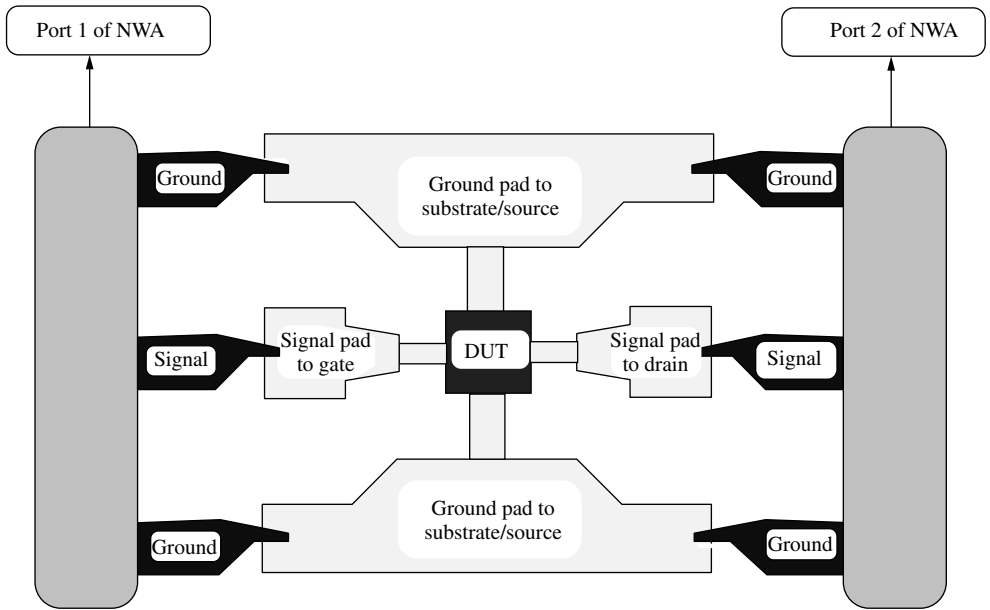 Port 1 of NWA
Port 2 of NWA
Ground
Ground pad to
substrate/source
Ground
Signal
Signal pad
to gate
DUT
Signal pad
to drain
Signal
Ground
Ground pad to
substrate/source
Ground